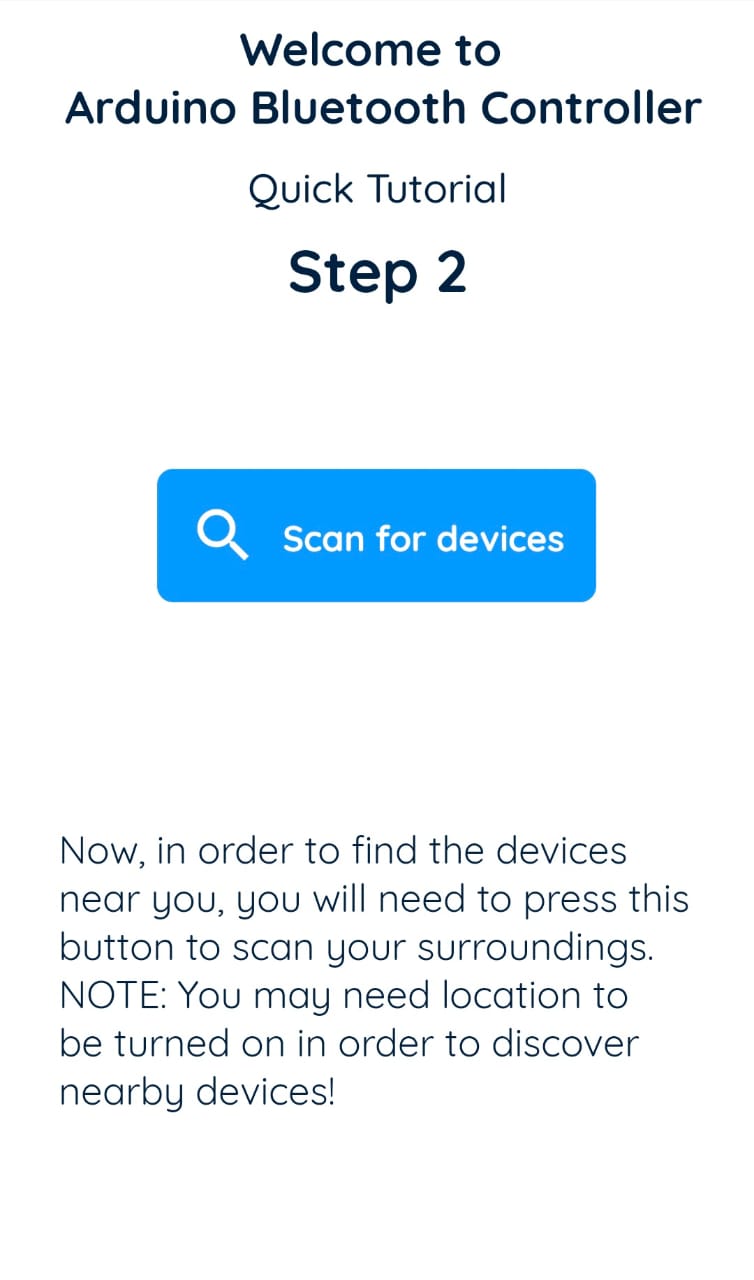 Welcome to
Arduino Bluetooth Controller
Quick Tutorial
Step 2
Scan for devices
Now, in order to find the devices
near you, you will need to press this
button to scan your surroundings.
NOTE: You may need location to
be turned on in order to discover
nearby devices!